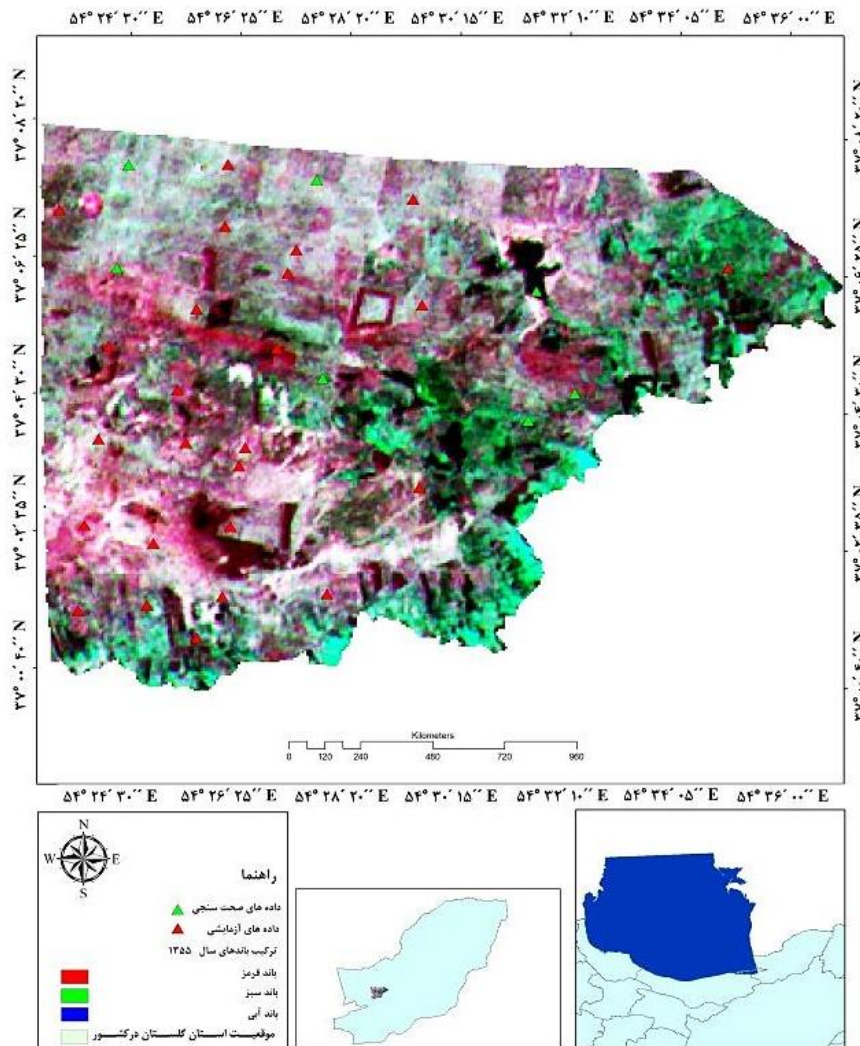 ۵۴° ۲۴´ ۳۰´´ E ۵۴° ۲۶´ ۲۵´´ E ۵۴° ۲۸´ ۲۰´´ E ۵۴° ۳۰´ ۱۵´´ E ۵۴° ۳۲´ ۱۰´´ E ۵۴° ۳۴´ ۰۵´´ E ۵۴° ۳۶´ ۰۰´´ E
۳۷° ۰۸´ ۲۰´´ N
۳۷° ۰۶´ ۲۵´´ N
۳۷° ۰۴´ ۳۰´´ N
۳۷° ۰۲´ ۳۵´´ N
۳۷° ۰۰´ ۴۰´´ N
Kilometers
0 120 240 480 720 960
۵۴° ۲۴´ ۳۰´´ E ۵۴° ۲۶´ ۲۵´´ E ۵۴° ۲۸´ ۲۰´´ E ۵۴° ۳۰´ ۱۵´´ E ۵۴° ۳۲´ ۱۰´´ E ۵۴° ۳۴´ ۰۵´´ E ۵۴° ۳۶´ ۰۰´´ E
N
W E
S
راهنما
داده های صحت سنجی
داده های آزمایشی
ترکیب باندهای سال ۱۳۵۵
باند قرمز
باند سبز
باند آبی
موقعیت استان گلستان درکشور